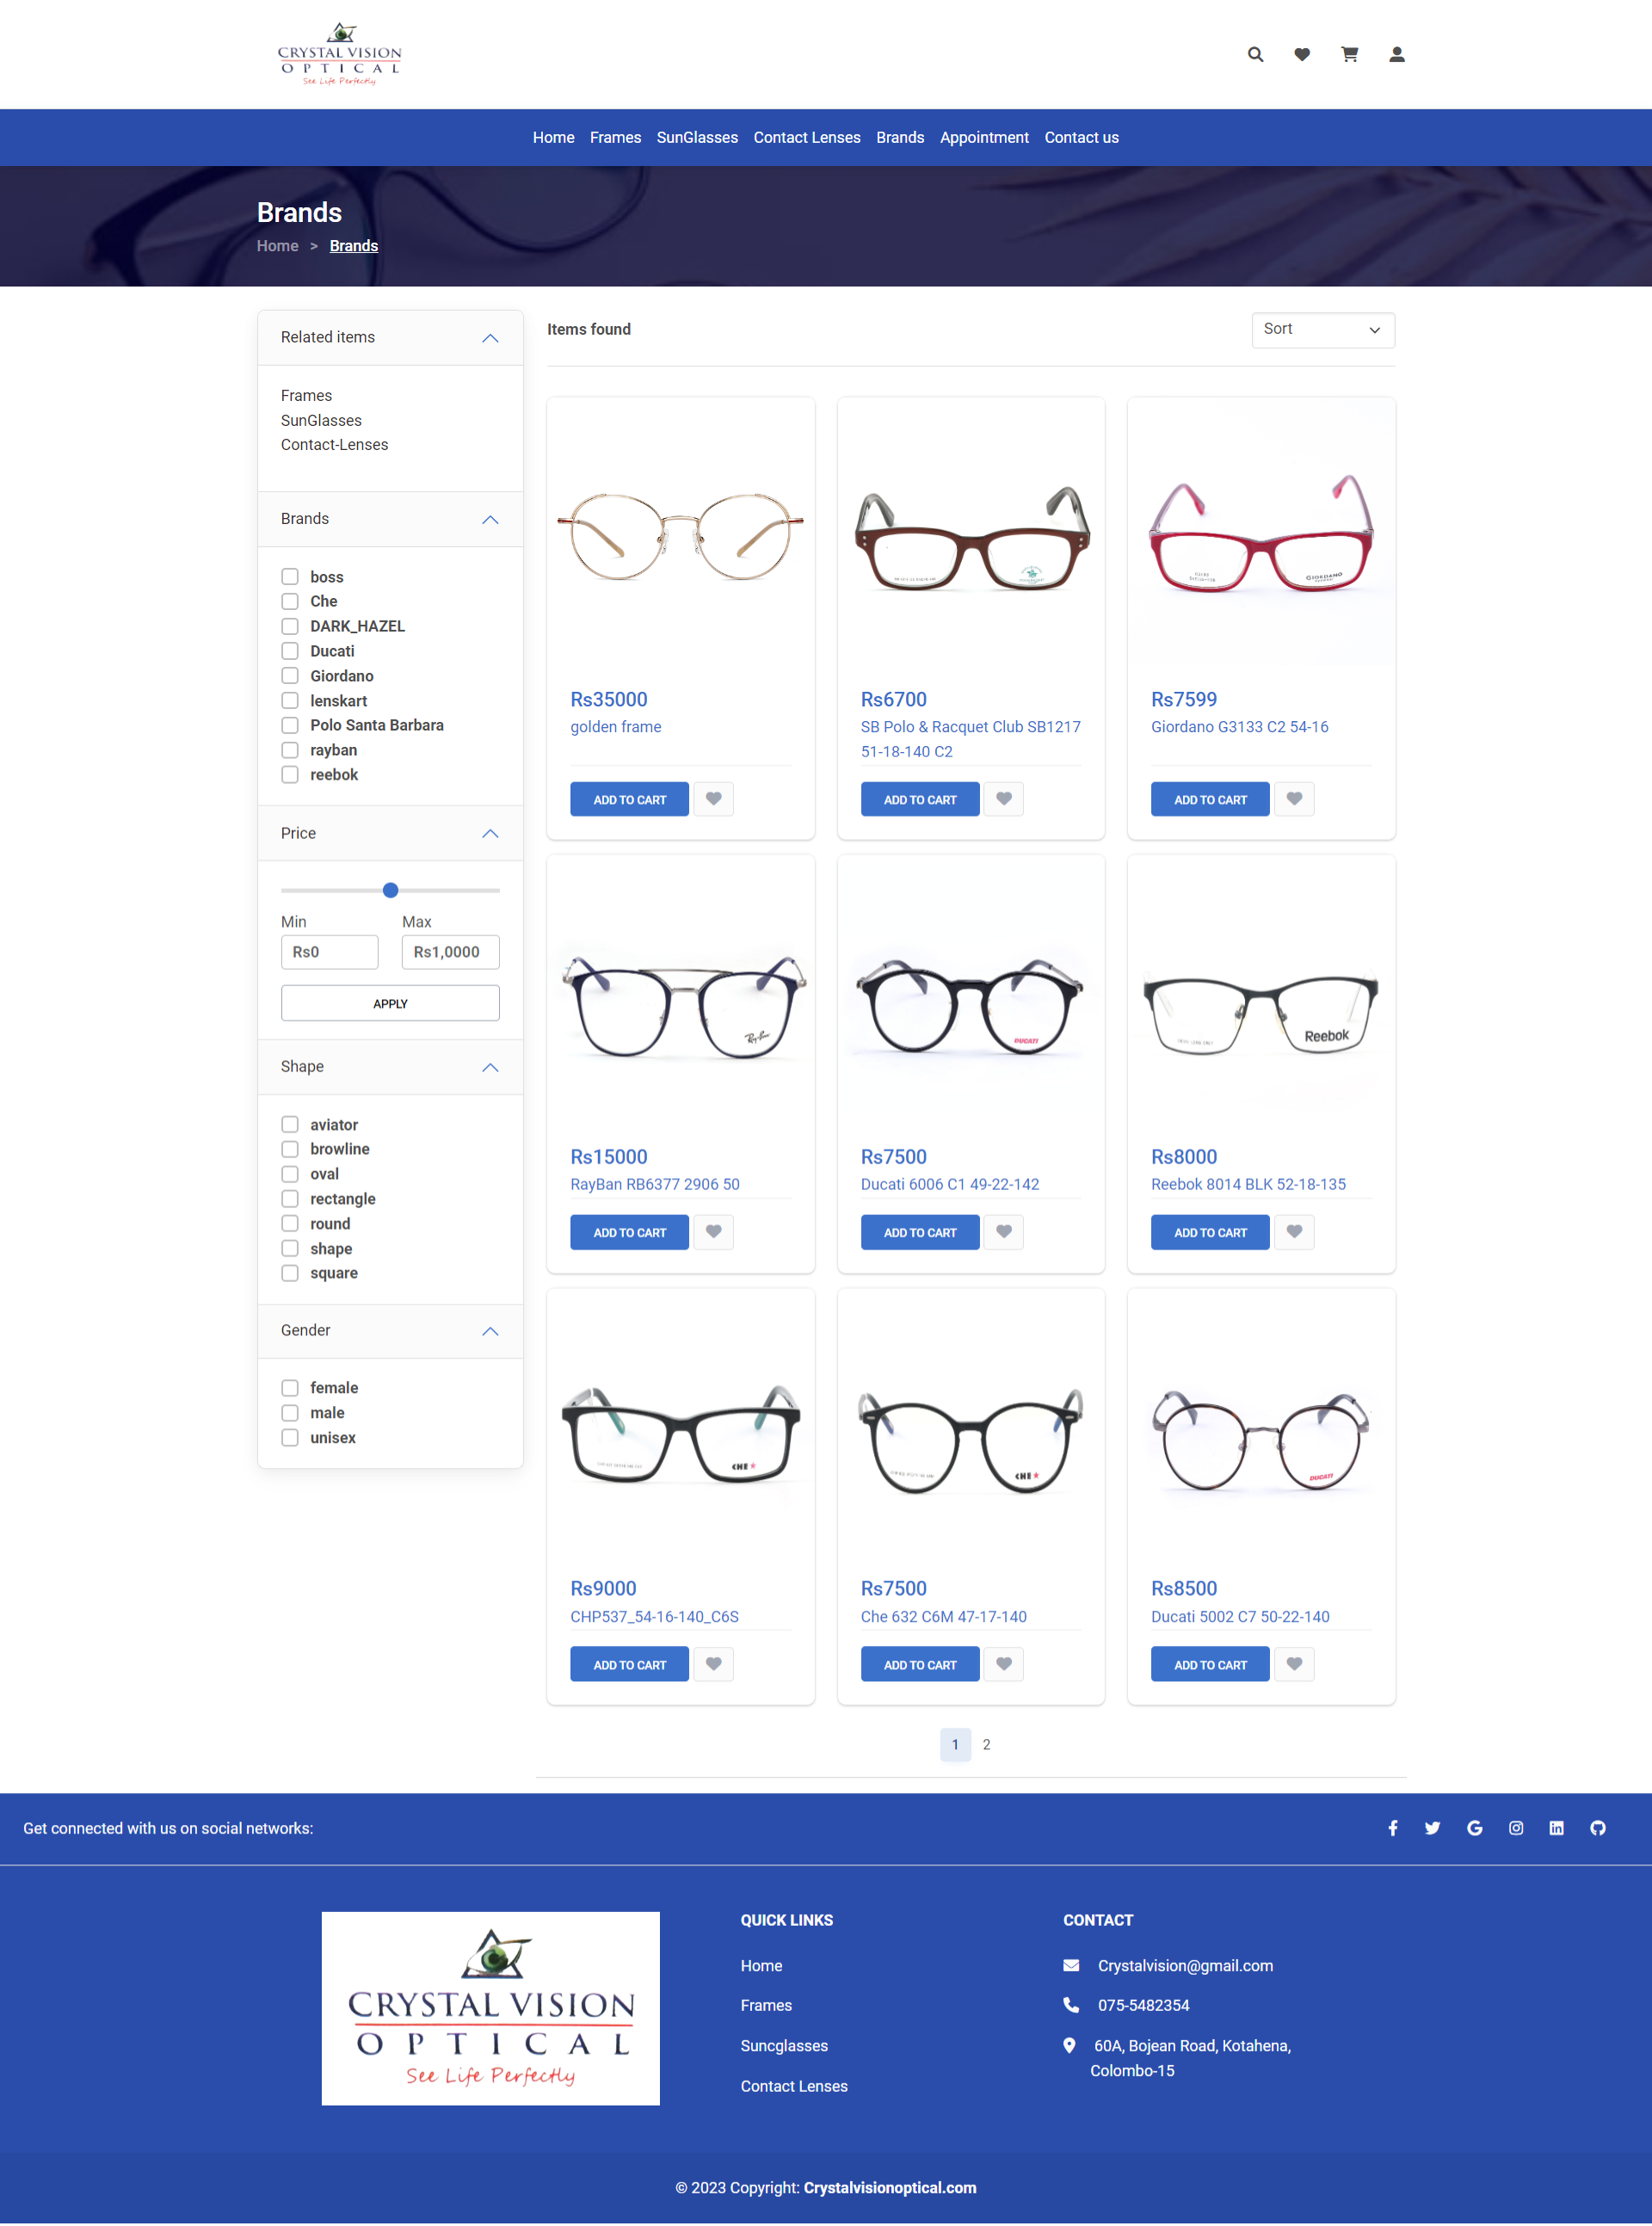 CRYSTAL VISION
OPTICAL
See Life Perfectly
Home Frames SunGlasses Contact Lenses Brands Appointment Contact us
Brands
Home > Brands
Related items
Frames
SunGlasses
Contact-Lenses
Brands
boss
Che
DARK_HAZEL
Ducati
Giordano
lenskart
Polo Santa Barbara
rayban
reebok
Price
Min Max
Rs0 Rs1,0000
APPLY
Shape
aviator
browline
oval
rectangle
round
shape
square
Gender
female
male
unisex
Items found
Sort
GIORDANO
Rs35000
golden frame
ADD TO CART
Rs6700
SB Polo & Racquet Club SB1217
51-18-140 C2
ADD TO CART
Rs7599
Giordano G3133 C2 54-16
ADD TO CART
Ray-Ban
DUCATI
Reebok
Rs15000
RayBan RB6377 2906 50
ADD TO CART
Rs7500
Ducati 6006 C1 49-22-142
ADD TO CART
Rs8000
Reebok 8014 BLK 52-18-135
ADD TO CART
CHE
CHE
DUCATI
Rs9000
CHP537_54-16-140_C6S
ADD TO CART
Rs7500
Che 632 C6M 47-17-140
ADD TO CART
Rs8500
Ducati 5002 C7 50-22-140
ADD TO CART
1 2
Get connected with us on social networks:
CRYSTAL VISION
OPTICAL
See Life Perfectly
QUICK LINKS
Home
Frames
Suncglasses
Contact Lenses
CONTACT
Crystalvision@gmail.com
075-5482354
60A, Bojean Road, Kotahena,
Colombo-15
© 2023 Copyright: Crystalvisionoptical.com